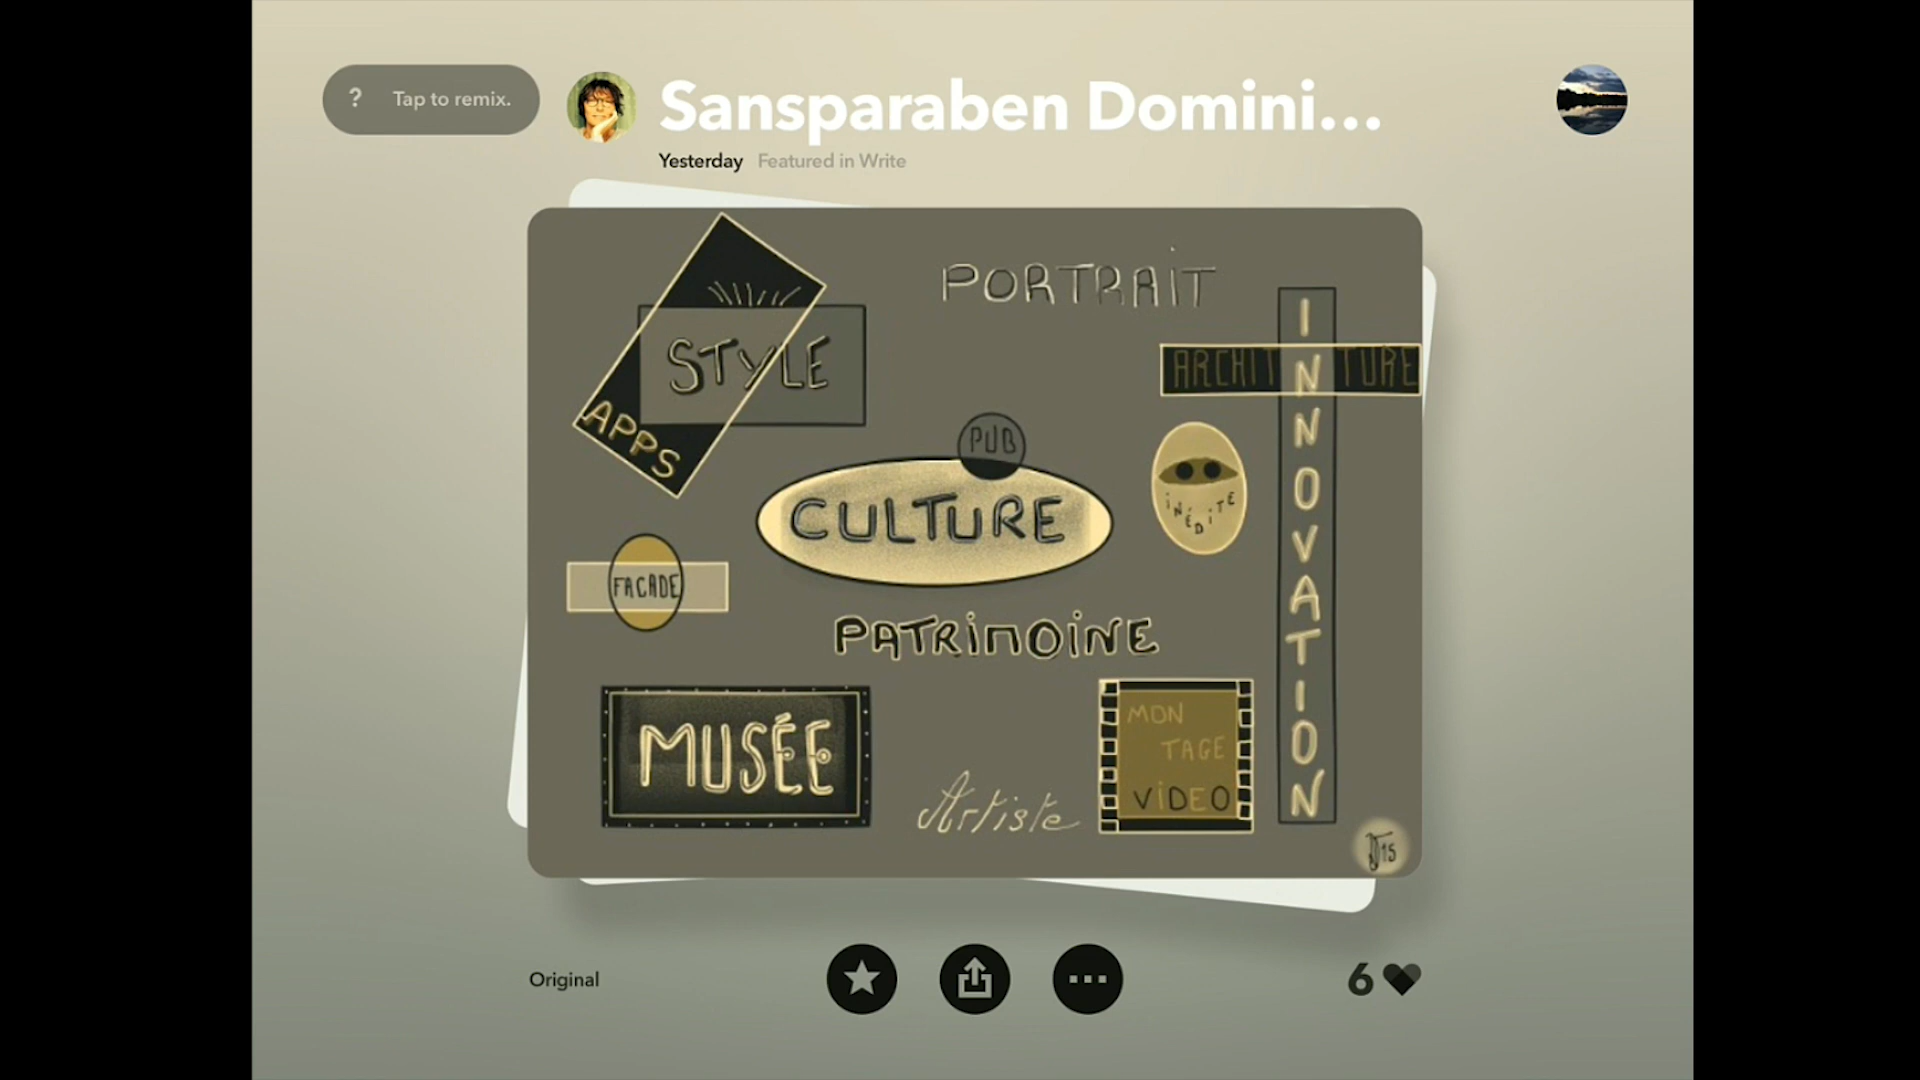 ? Tap to remix.
Sansparaben Domini...
Yesterday Featured in Write
PORTRAiT
STYLE
APPS
INNOVATION
ARCHIT TURE
PUB
CULTURE
iNÉDiTE
FACADE
PATRiMOiNE
MUSÉE
MON
TAGE
ViDEO
Artiste
15
Original
6